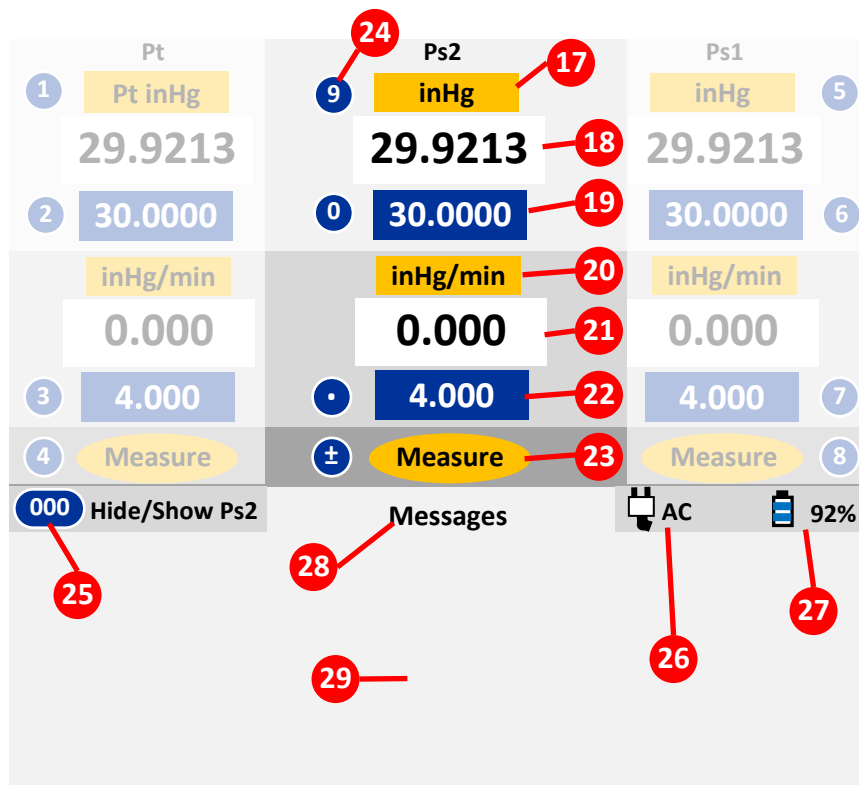 24
Pt Ps2 Ps1
17
1 Pt inHg 9 inHg inHg 5
29.9213 29.9213 18 29.9213
2 30.0000 0 30.0000 19 30.0000 6
inHg/min inHg/min 20 inHg/min
0.000 0.000 21 0.000
3 4.000 • 4.000 22 4.000 7
4 Measure ± Measure 23 Measure 8
000 Hide/Show Ps2 Messages AC 92%
28
25 27
26
29